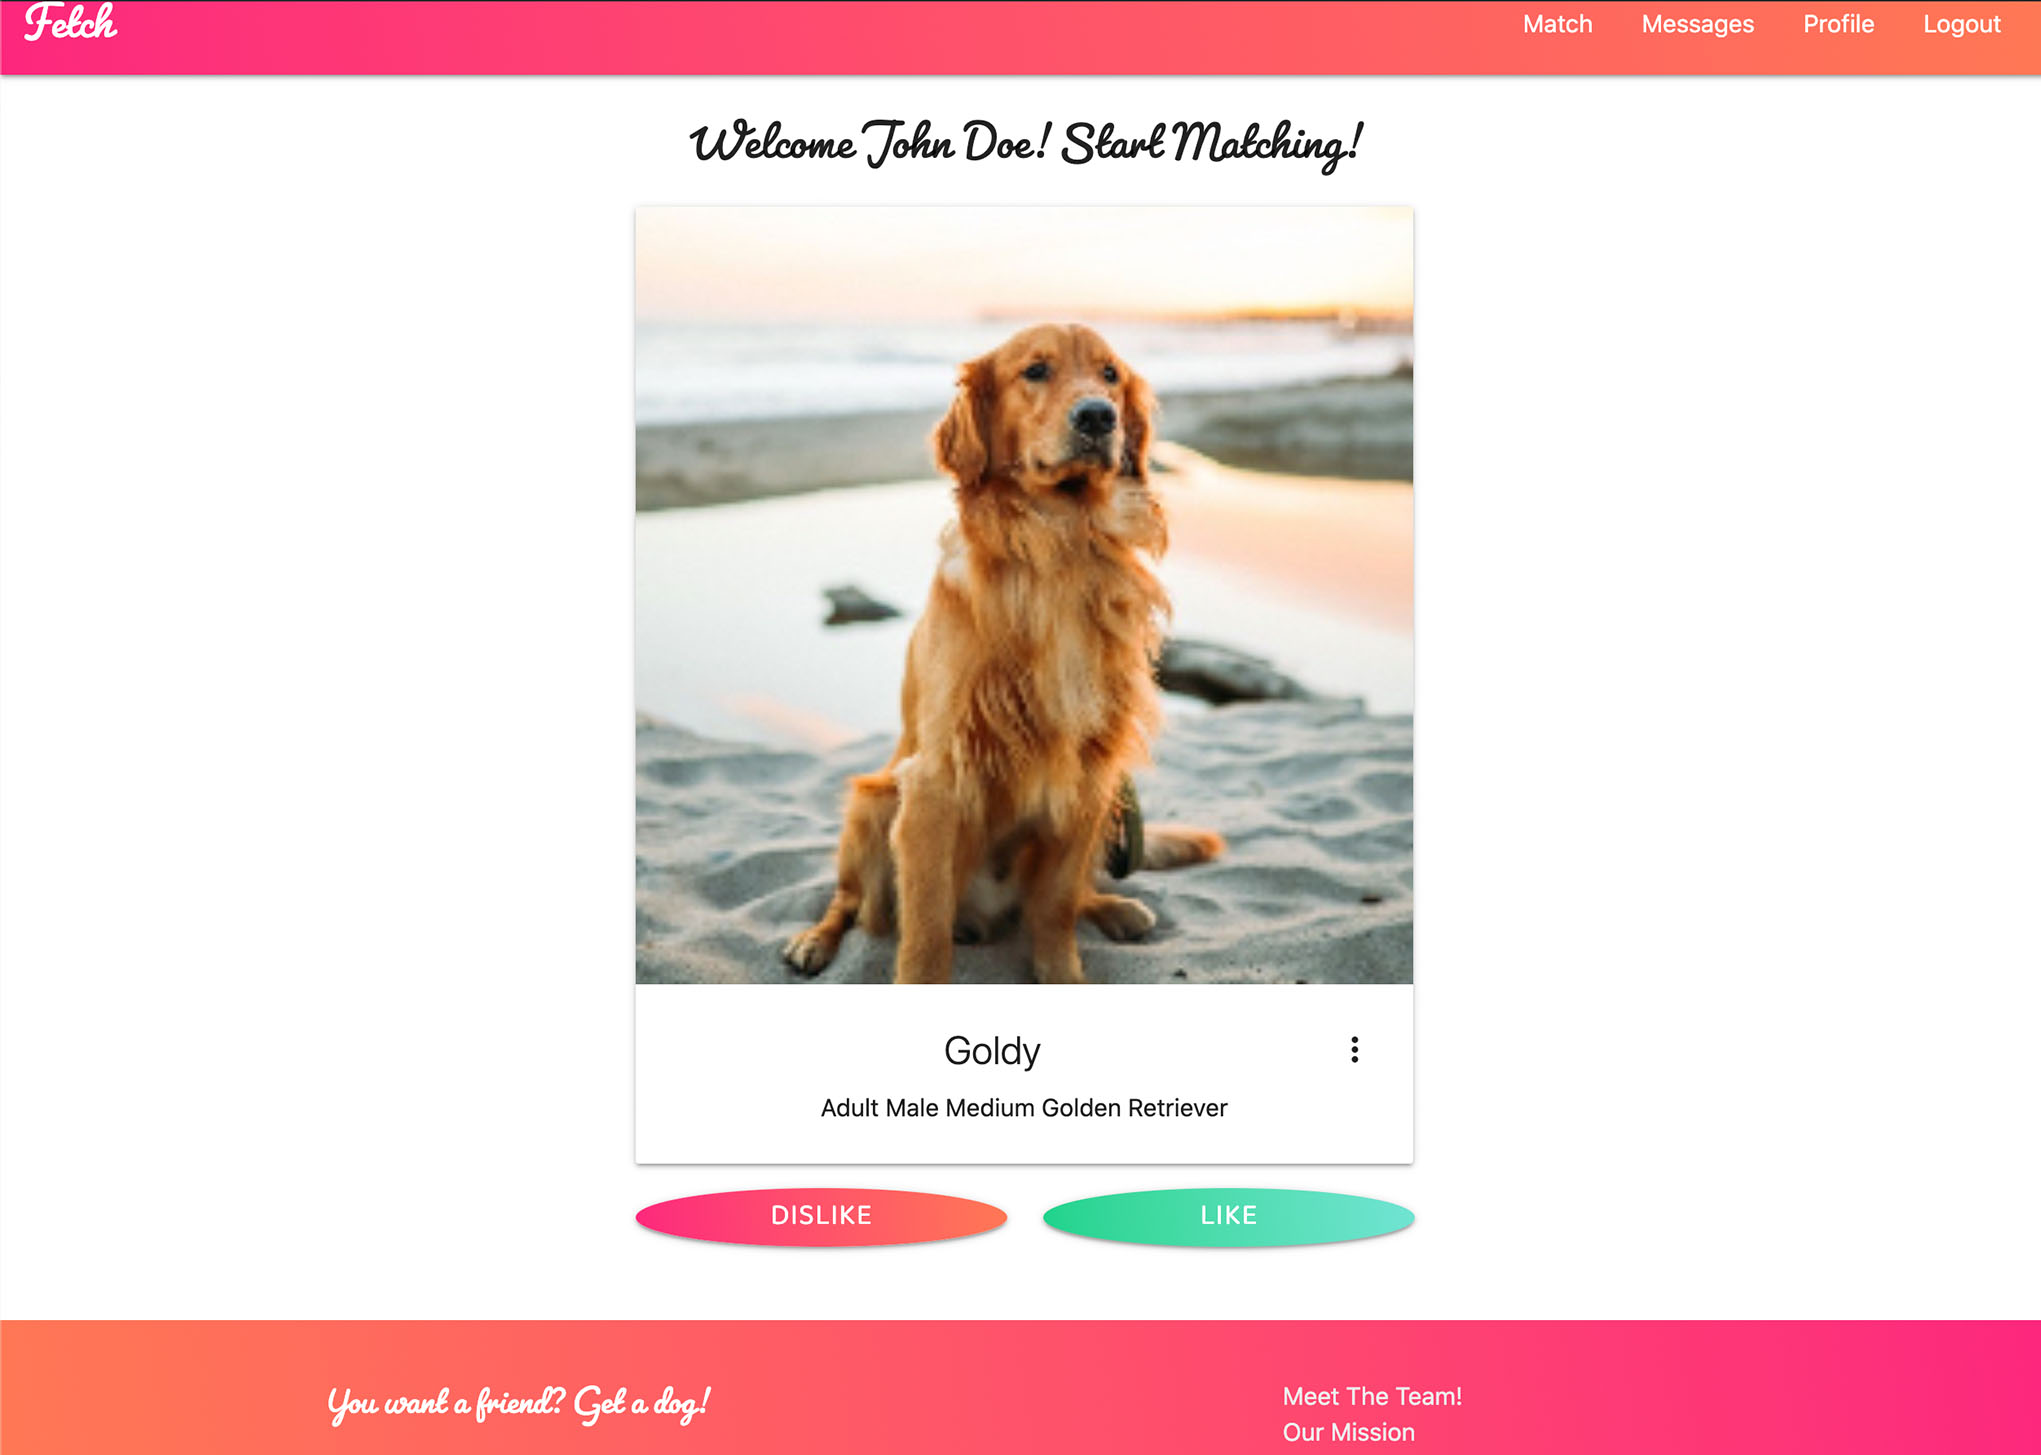 Fetch
Match Messages Profile Logout
Welcome John Doe! Start Matching!
Goldy
Adult Male Medium Golden Retriever
DISLIKE
LIKE
You want a friend? Get a dog!
Meet The Team!
Our Mission